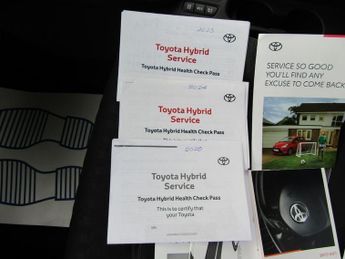 2023
Toyota Hybrid
Service
Toyota Hybrid Health Check Pass
2024
Toyota Hybrid
Service
Toyota Hybrid Health Check Pass
2025
Toyota Hybrid
Service
Toyota Hybrid Health Check Pass
This is to certify that
your Toyota
SERVICE SO GOOD
YOU'LL FIND ANY
EXCUSE TO COME BACK